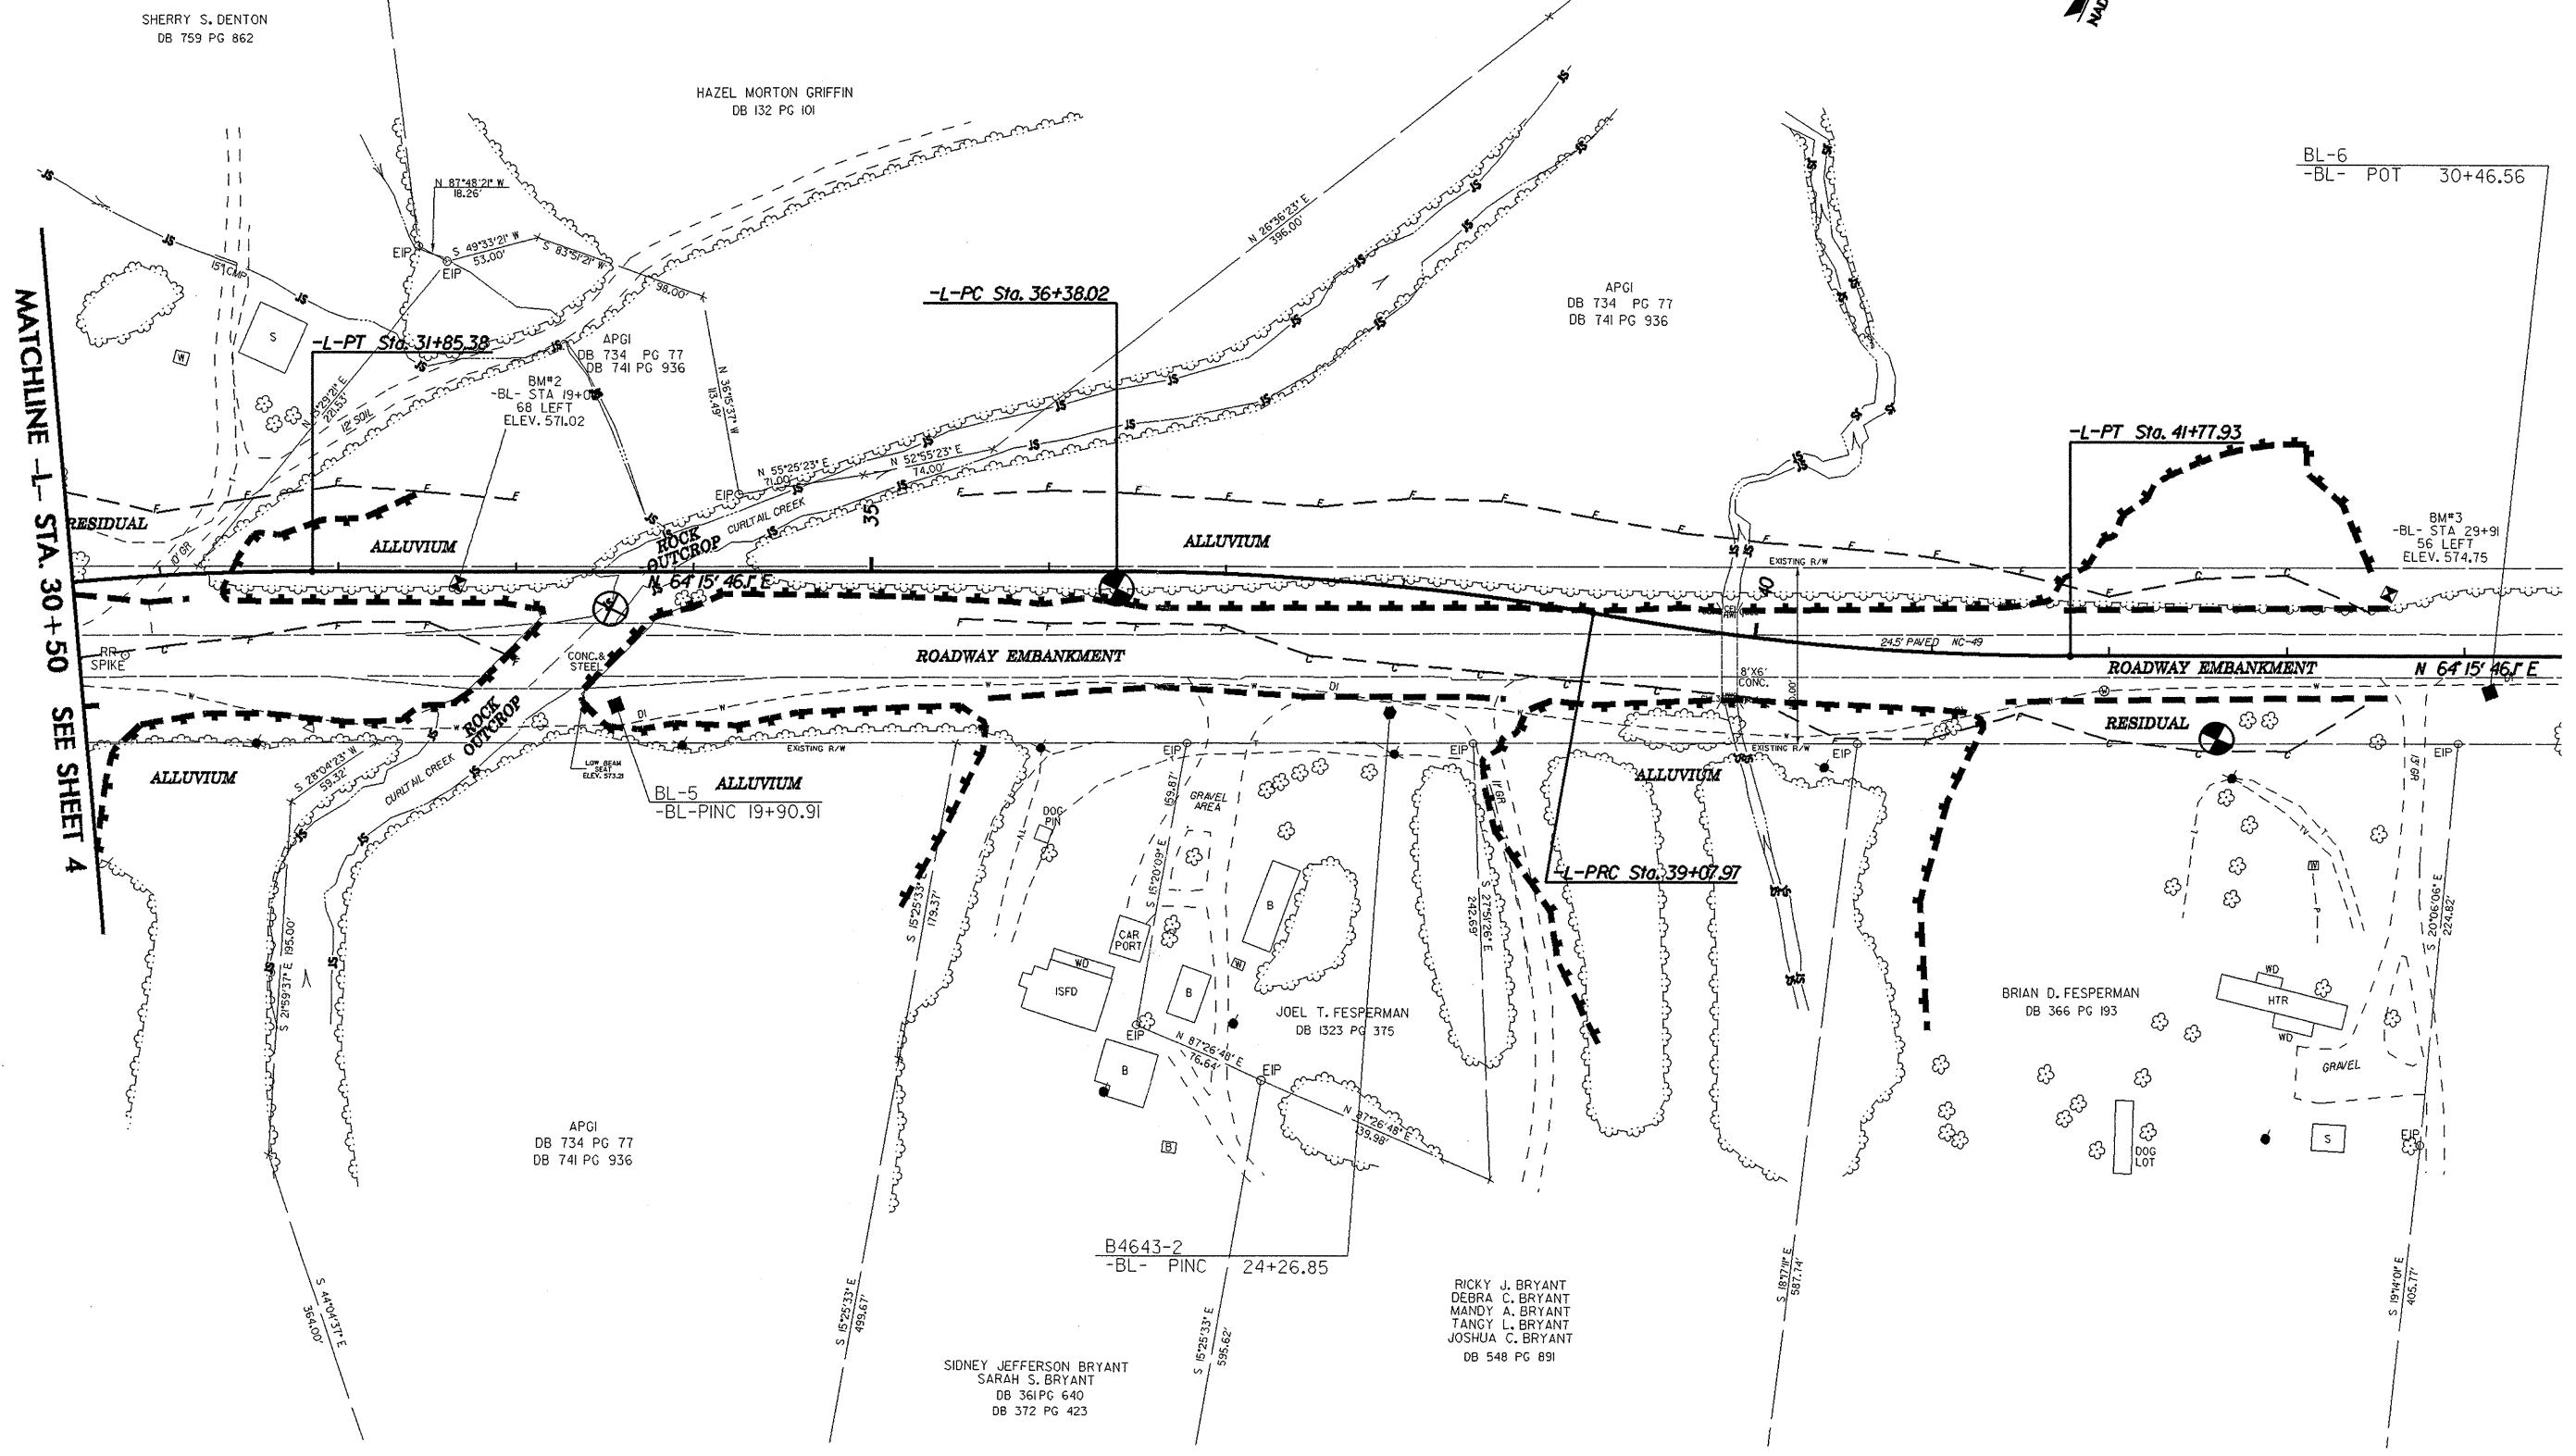 SHERRY S. DENTON
DB 759 PG 862
HAZEL MORTON GRIFFIN
DB 132 PG 101
NAD
BL-6
-BL- POT 30+46.56
N 87°48'21" W
18.26'
EIP
EIP
S 49°33'21" W
53.00'
S 83°51'21" W
98.00'
15" CMP
S
W
-L-PT Sta. 31+85.38
-L-PC Sta. 36+38.02
APGI
DB 734 PG 77
DB 741 PG 936
BM#2
-BL- STA 19+0
68 LEFT
ELEV. 571.02
221.53'
12' SOIL
N 36°15'37" W
113.49'
N 26°36'23" E
396.00'
APGI
DB 734 PG 77
DB 741 PG 936
-L-PT Sta. 41+77.93
N 55°25'23" E
71.00'
N 52°55'23" E
74.00'
EIP
CURLTAIL CREEK
35
BM#3
-BL- STA 29+91
56 LEFT
ELEV. 574.75
MATCHLINE -L- STA. 30+50 SEE SHEET 4
RESIDUAL
10' GR
ALLUVIUM
ROCK
OUTCROP
ALLUVIUM
EXISTING R/W
N 64° 15' 46.1" E
40
RR
SPIKE
CONC.&
STEEL
ROADWAY EMBANKMENT
24.5' PAVED NC-49
8'X6'
CONC.
ROADWAY EMBANKMENT
N 64° 15' 46.1" E
DI
DI
RESIDUAL
ROCK
OUTCROP
EXISTING R/W
EXISTING R/W
EIP
EIP
EIP
EIP
LOW BEAM
SEAT
ELEV. 573.21
ALLUVIUM
ALLUVIUM
ALLUVIUM
S 28°04'23" W
59.32'
CURLTAIL CREEK
BL-5
-BL-PINC 19+90.91
DOG
PIN
GRAVEL
AREA
159.87'
S 15°20'09" E
11' GR
13' GR
-L-PRC Sta. 39+07.97
S 15°25'33" E
179.37'
S 27°51'26" E
242.69'
S 20°06'06" E
224.82'
S 21°59'37" E 195.00'
CAR
PORT
B
WD
ISFD
B
W
W
B
EIP
JOEL T. FESPERMAN
DB 1323 PG 375
BRIAN D. FESPERMAN
DB 366 PG 193
WD
HTR
WD
GRAVEL
N 87°26'48" E
76.64'
EIP
N 87°26'48" E
139.98'
B
APGI
DB 734 PG 77
DB 741 PG 936
DOG
LOT
S
EIP
B4643-2
-BL- PINC 24+26.85
S 44°04'37" E
364.00'
S 15°25'33" E
499.67'
S 15°25'33" E
595.62'
S 18°17'11" E
587.74'
S 19°14'01" E
405.77'
RICKY J. BRYANT
DEBRA C. BRYANT
MANDY A. BRYANT
TANGY L. BRYANT
JOSHUA C. BRYANT
DB 548 PG 891
SIDNEY JEFFERSON BRYANT
SARAH S. BRYANT
DB 361 PG 640
DB 372 PG 423